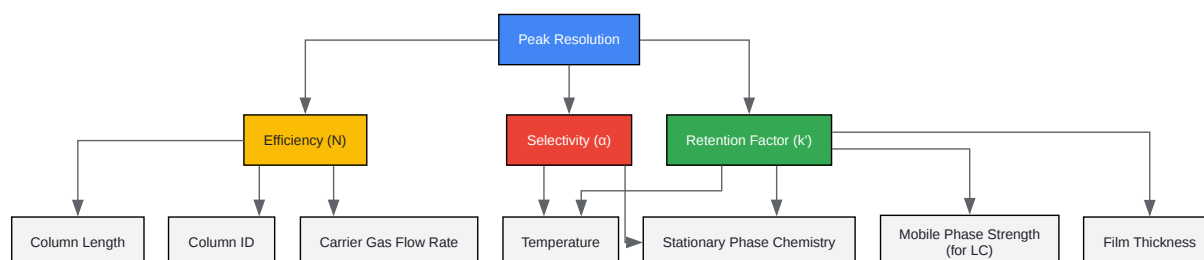 Peak Resolution
Efficiency (N)
Selectivity (α)
Retention Factor (k')
Column Length
Column ID
Carrier Gas Flow Rate
Temperature
Stationary Phase Chemistry
Mobile Phase Strength
(for LC)
Film Thickness